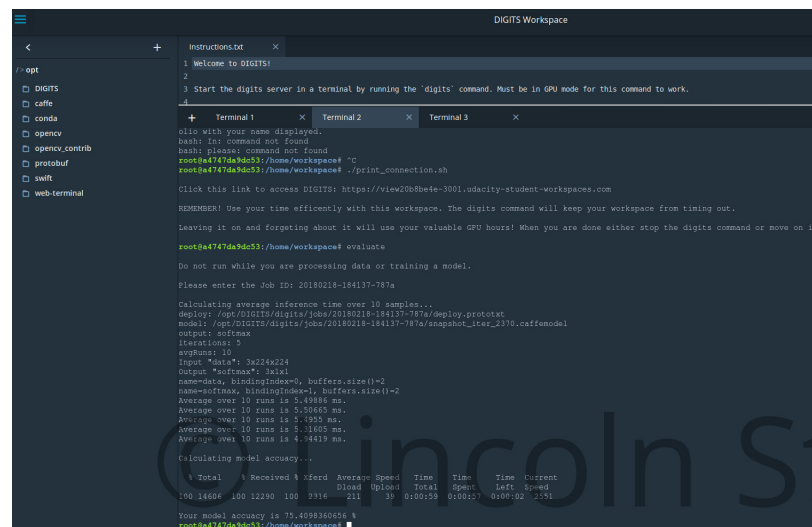 DIGITS Workspace
Instructions.txt ×
< +
/> opt
DIGITS
caffe
conda
opencv
opencv_contrib
protobuf
swift
web-terminal
1 Welcome to DIGITS!
2
3 Start the digits server in a terminal by running the `digits` command. Must be in GPU mode for this command to work.
4
+ Terminal 1 × Terminal 2 × Terminal 3 ×
olio with your name displayed.
bash: In: command not found
bash: please: command not found
root@a4747da9dc53:/home/workspace# ^C
root@a4747da9dc53:/home/workspace# ./print_connection.sh
Click this link to access DIGITS: https://view20b8be4e-3001.udacity-student-workspaces.com
REMEMBER! Use your time efficently with this workspace. The digits command will keep your workspace from timing out.
Leaving it on and forgeting about it will use your valuable GPU hours! When you are done either stop the digits command or move on i
root@a4747da9dc53:/home/workspace# evaluate
Do not run while you are processing data or training a model.
Please enter the Job ID: 20180218-184137-787a
Calculating average inference time over 10 samples...
deploy: /opt/DIGITS/digits/jobs/20180218-184137-787a/deploy.prototxt
model: /opt/DIGITS/digits/jobs/20180218-184137-787a/snapshot_iter_2370.caffemodel
output: softmax
iterations: 5
avgRuns: 10
Input "data": 3x224x224
Output "softmax": 3x1x1
name=data, bindingIndex=0, buffers.size()=2
name=softmax, bindingIndex=1, buffers.size()=2
Average over 10 runs is 5.49886 ms.
Average over 10 runs is 5.50665 ms.
Average over 10 runs is 5.4955 ms.
Average over 10 runs is 5.31605 ms.
Average over 10 runs is 4.94419 ms.
Calculating model accuacy...
% Total % Received % Xferd Average Speed Time Time Time Current
Dload Upload Total Spent Left Speed
100 14606 100 12290 100 2316 211 39 0:00:59 0:00:57 0:00:02 2551
Your model accuacy is 75.4098360656 %
root@a4747da9dc53:/home/workspace#
© Lincoln St